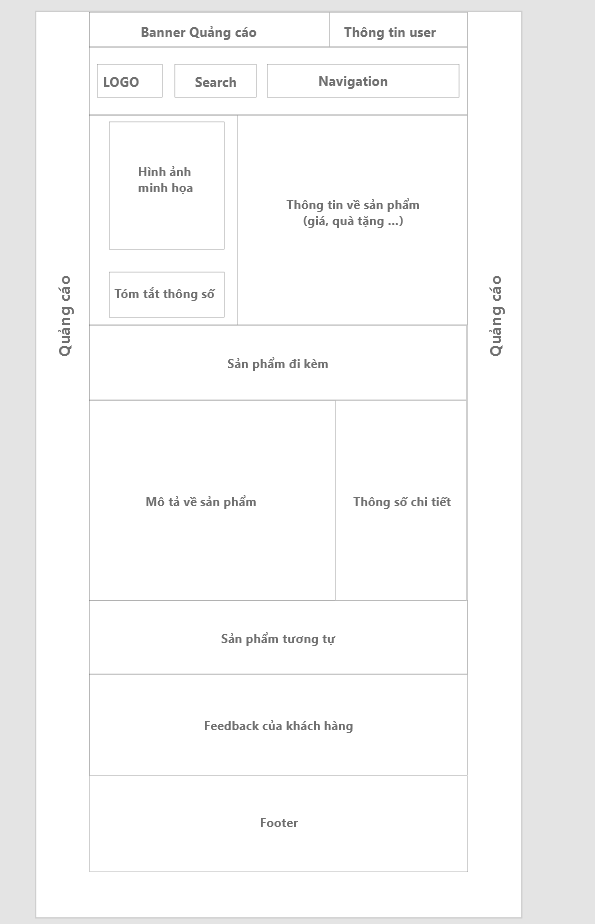 Banner Quảng cáo
Thông tin user
LOGO
Search
Navigation
Hình ảnh
minh họa
Thông tin về sản phẩm
(giá, quà tặng ...)
Tóm tắt thông số
Quảng cáo
Quảng cáo
Sản phẩm đi kèm
Mô tả về sản phẩm
Thông số chi tiết
Sản phẩm tương tự
Feedback của khách hàng
Footer